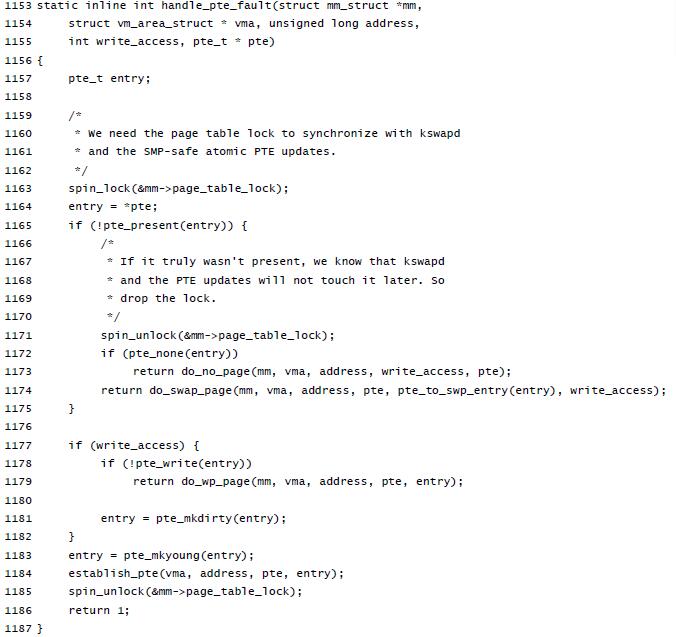 1153 static inline int handle_pte_fault(struct mm_struct *mm,
1154     struct vm_area_struct * vma, unsigned long address,
1155     int write_access, pte_t * pte)
1156 {
1157     pte_t entry;
1158
1159     /*
1160      * We need the page table lock to synchronize with kswapd
1161      * and the SMP-safe atomic PTE updates.
1162      */
1163     spin_lock(&mm->page_table_lock);
1164     entry = *pte;
1165     if (!pte_present(entry)) {
1166         /*
1167          * If it truly wasn't present, we know that kswapd
1168          * and the PTE updates will not touch it later. So
1169          * drop the lock.
1170          */
1171         spin_unlock(&mm->page_table_lock);
1172         if (pte_none(entry))
1173             return do_no_page(mm, vma, address, write_access, pte);
1174         return do_swap_page(mm, vma, address, pte, pte_to_swp_entry(entry), write_access);
1175     }
1176
1177     if (write_access) {
1178         if (!pte_write(entry))
1179             return do_wp_page(mm, vma, address, pte, entry);
1180
1181         entry = pte_mkdirty(entry);
1182     }
1183     entry = pte_mkyoung(entry);
1184     establish_pte(vma, address, pte, entry);
1185     spin_unlock(&mm->page_table_lock);
1186     return 1;
1187 }